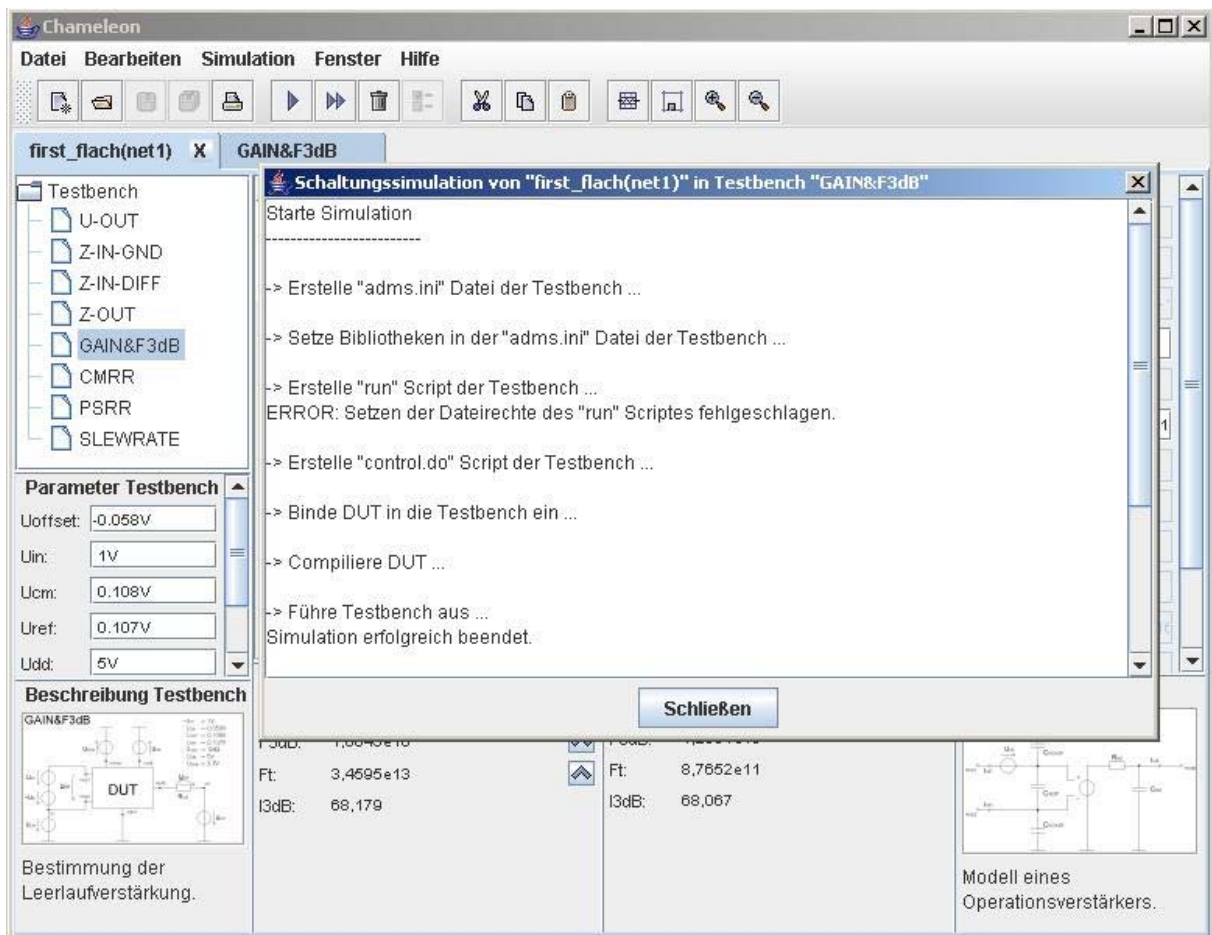 Chameleon
Datei Bearbeiten Simulation Fenster Hilfe
first_flach(net1) X GAIN&F3dB
Testbench
U-OUT
Z-IN-GND
Z-IN-DIFF
Z-OUT
GAIN&F3dB
CMRR
PSRR
SLEWRATE
Parameter Testbench
Uoffset: -0.058V
Uin: 1V
Ucm: 0.108V
Uref: 0.107V
Udd: 5V
Beschreibung Testbench
GAIN&F3dB
DUT
Bestimmung der
Leerlaufverstärkung.
Schaltungssimulation von "first_flach(net1)" in Testbench "GAIN&F3dB"
Starte Simulation
-------------------------
-> Erstelle "adms.ini" Datei der Testbench ...
-> Setze Bibliotheken in der "adms.ini" Datei der Testbench ...
-> Erstelle "run" Script der Testbench ...
ERROR: Setzen der Dateirechte des "run" Scriptes fehlgeschlagen.
-> Erstelle "control.do" Script der Testbench ...
-> Binde DUT in die Testbench ein ...
-> Compiliere DUT ...
-> Führe Testbench aus ...
Simulation erfolgreich beendet.
Schließen
Ft: 3,4595e13
I3dB: 68,179
Ft: 8,7652e11
I3dB: 68,067
Modell eines
Operationsverstärkers.